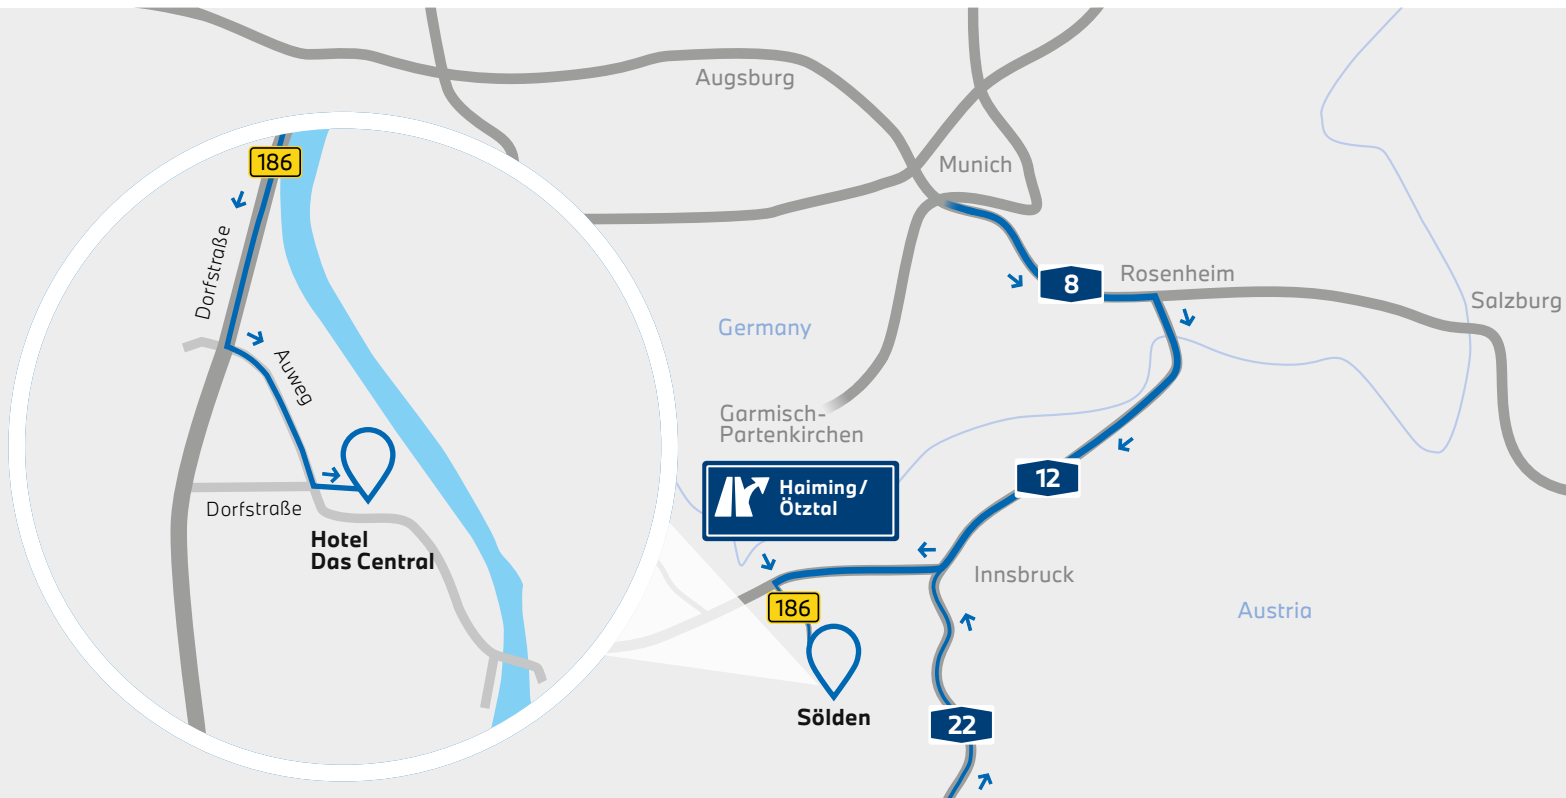 Augsburg
Munich
186
Dorfstraße
8
Rosenheim
Salzburg
Germany
Auweg
Garmisch-
Partenkirchen
12
Haiming/
Ötztal
Dorfstraße
Hotel
Das Central
Innsbruck
186
Austria
Sölden
22